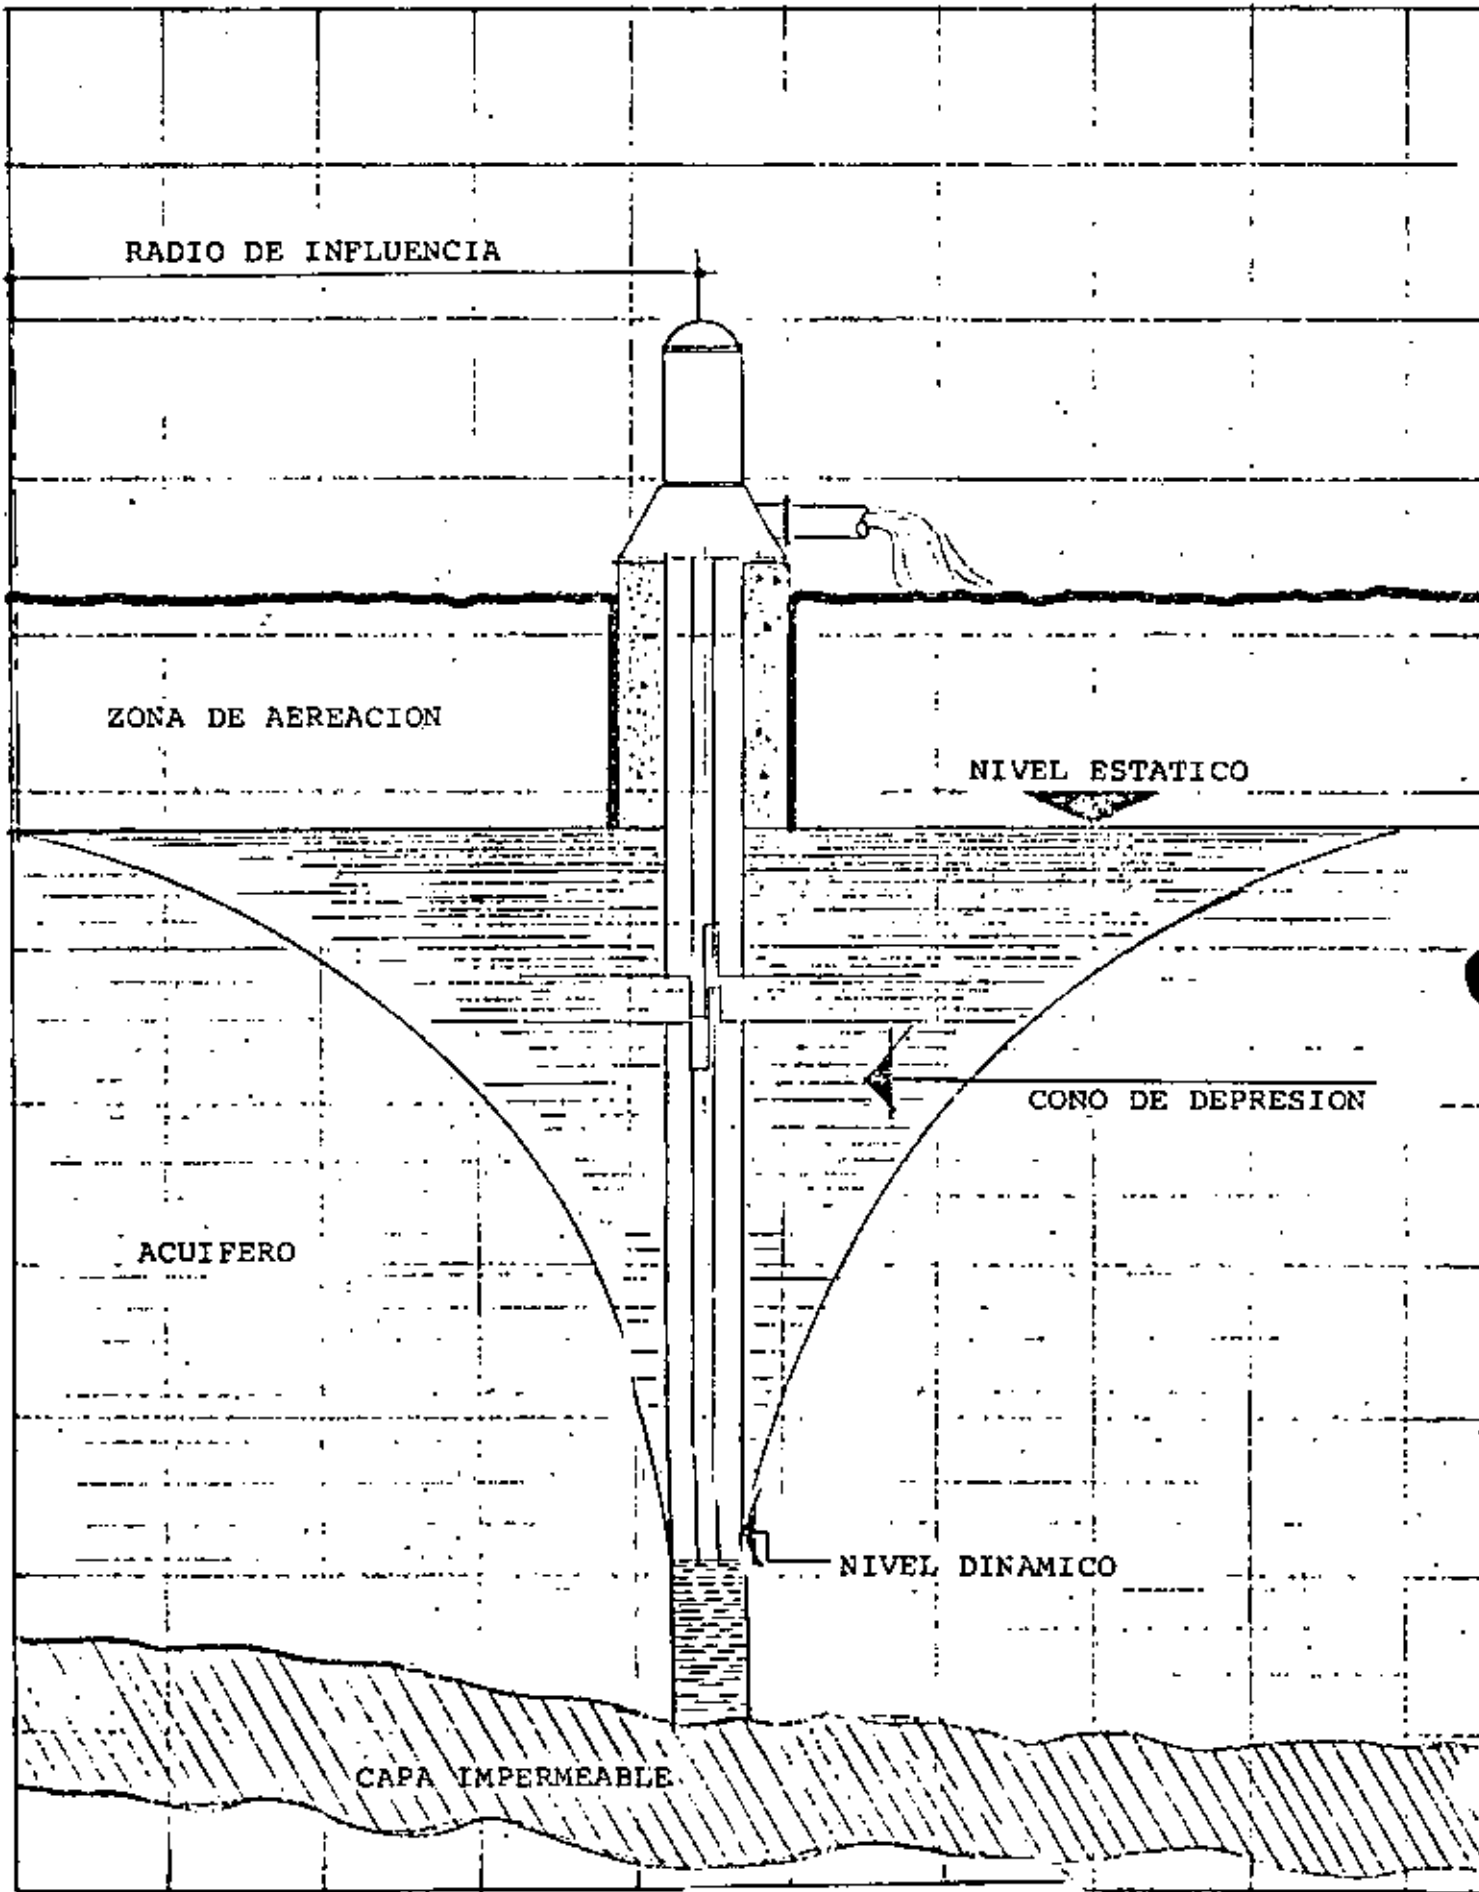 RADIO DE INFLUENCIA
ZONA DE AEREACION
NIVEL ESTATICO
CONO DE DEPRESION
ACUIFERO
NIVEL DINAMICO
CAPA IMPERMEABLE